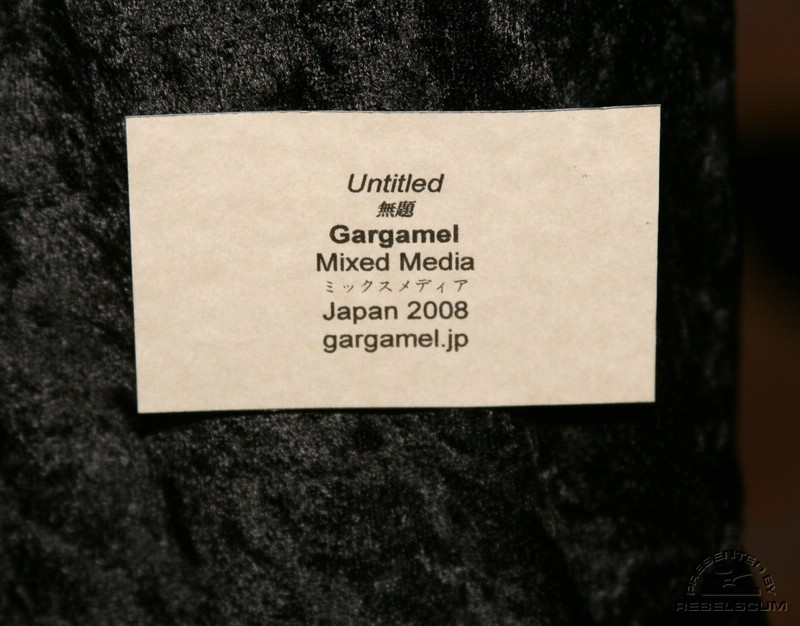 Untitled
無題
Gargamel
Mixed Media
ミックスメディア
Japan 2008
gargamel.jp
PRESENTED BY
REBELSCUM